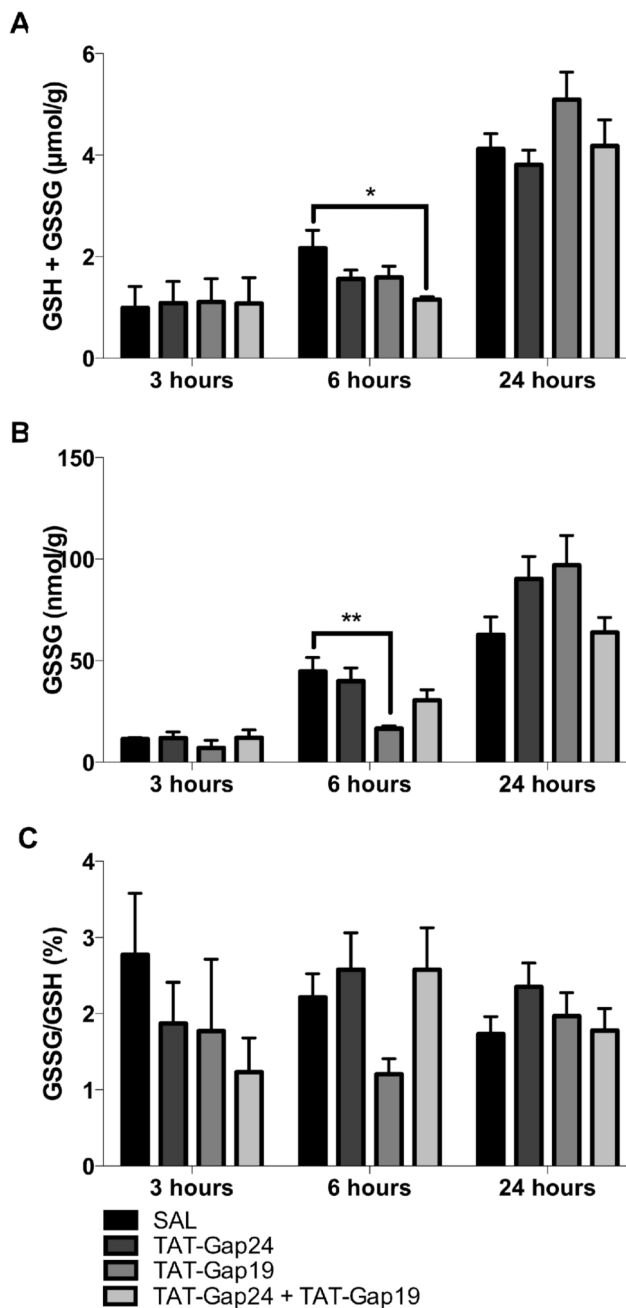 A
GSH + GSSG (µmol/g)
6
4
2
0
*
3 hours 6 hours 24 hours
B
GSSG (nmol/g)
150
100
50
0
**
3 hours 6 hours 24 hours
C
GSSG/GSH (%)
4
3
2
1
0
3 hours 6 hours 24 hours
SAL
TAT-Gap24
TAT-Gap19
TAT-Gap24 + TAT-Gap19